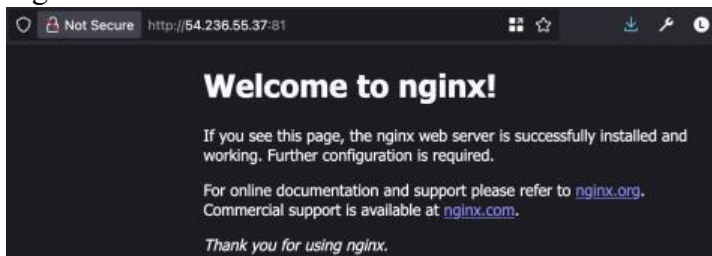 Not Secure http://54.236.55.37:81
Welcome to nginx!
If you see this page, the nginx web server is successfully installed and
working. Further configuration is required.
For online documentation and support please refer to nginx.org.
Commercial support is available at nginx.com.
Thank you for using nginx.